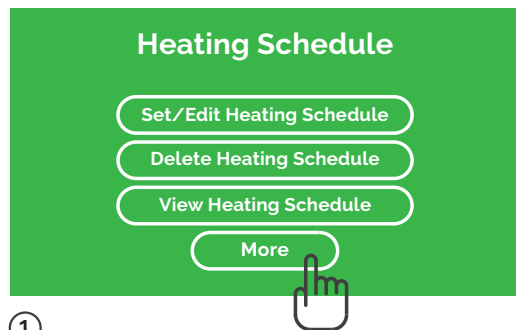 Heating Schedule
Set/Edit Heating Schedule
Delete Heating Schedule
View Heating Schedule
More
1